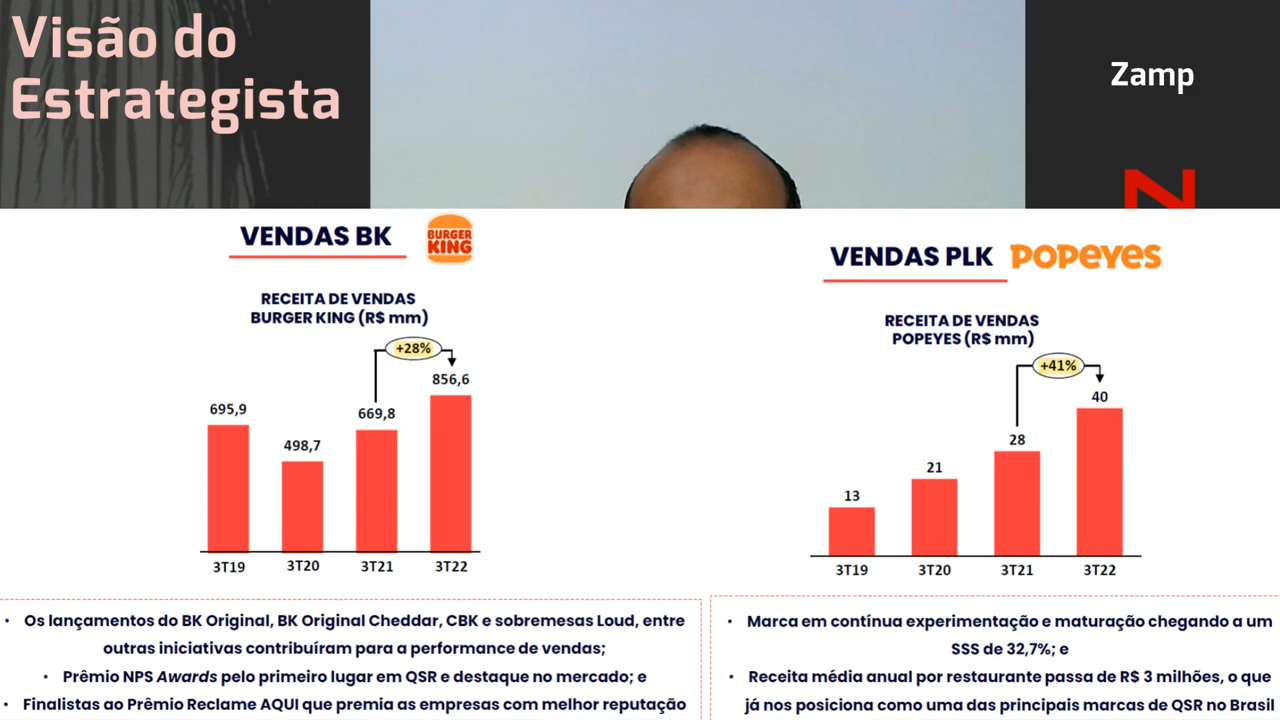 Visão do
Estrategista
Zamp
VENDAS BK
BURGER
KING
RECEITA DE VENDAS
BURGER KING (R$ mm)
+28%
695,9
498,7
669,8
856,6
3T19
3T20
3T21
3T22
• Os lançamentos do BK Original, BK Original Cheddar, CBK e sobremesas Loud, entre
outras iniciativas contribuíram para a performance de vendas;
• Prêmio NPS Awards pelo primeiro lugar em QSR e destaque no mercado; e
• Finalistas ao Prêmio Reclame AQUI que premia as empresas com melhor reputação
VENDAS PLK
POPEYES
RECEITA DE VENDAS
POPEYES (R$ mm)
+41%
13
21
28
40
3T19
3T20
3T21
3T22
• Marca em contínua experimentação e maturação chegando a um
SSS de 32,7%; e
• Receita média anual por restaurante passa de R$ 3 milhões, o que
já nos posiciona como uma das principais marcas de QSR no Brasil